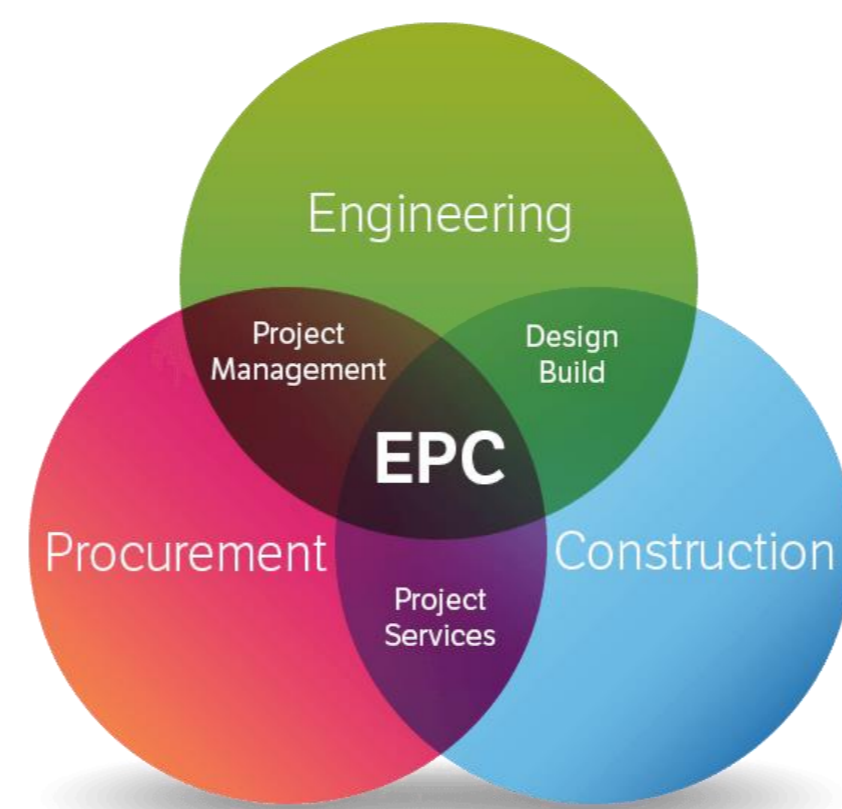 Engineering
Project
Management
Design
Build
EPC
Procurement
Construction
Project
Services